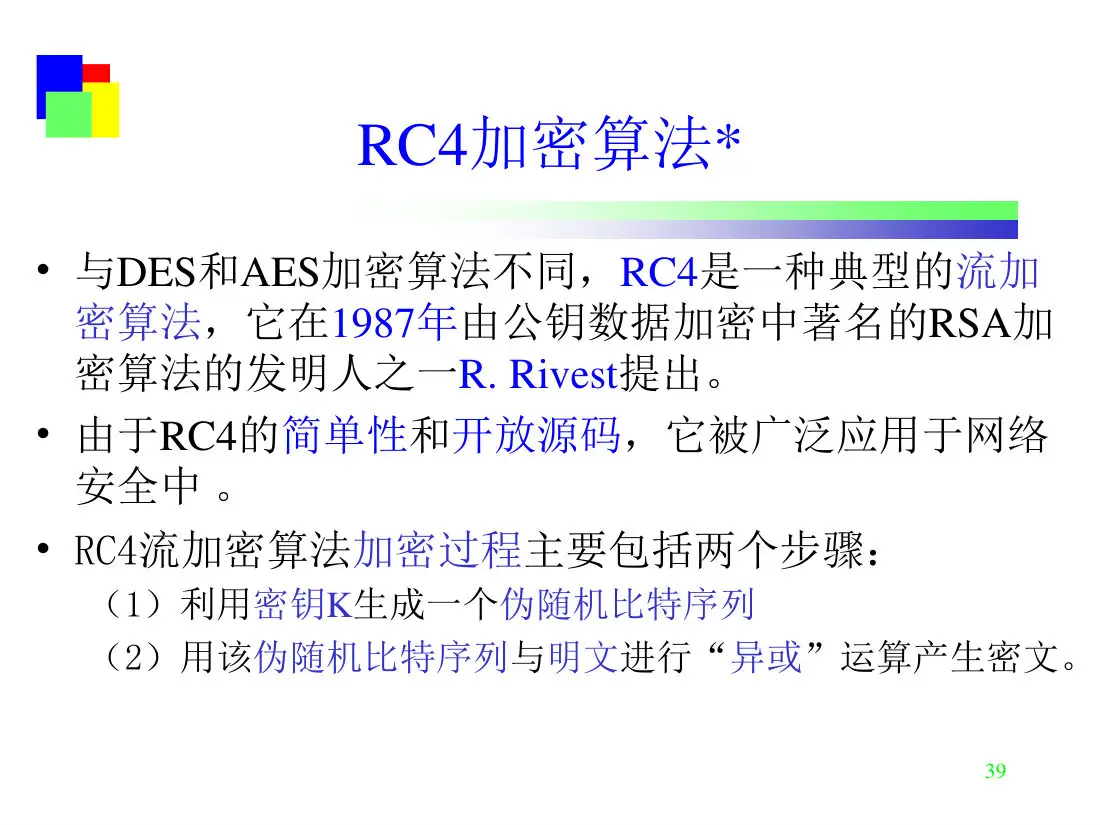 RC4加密算法*
• 与DES和AES加密算法不同，RC4是一种典型的流加
密算法，它在1987年由公钥数据加密中著名的RSA加
密算法的发明人之一R. Rivest提出。
• 由于RC4的简单性和开放源码，它被广泛应用于网络
安全中 。
• RC4流加密算法加密过程主要包括两个步骤：
（1）利用密钥K生成一个伪随机比特序列
（2）用该伪随机比特序列与明文进行“异或”运算产生密文。
39